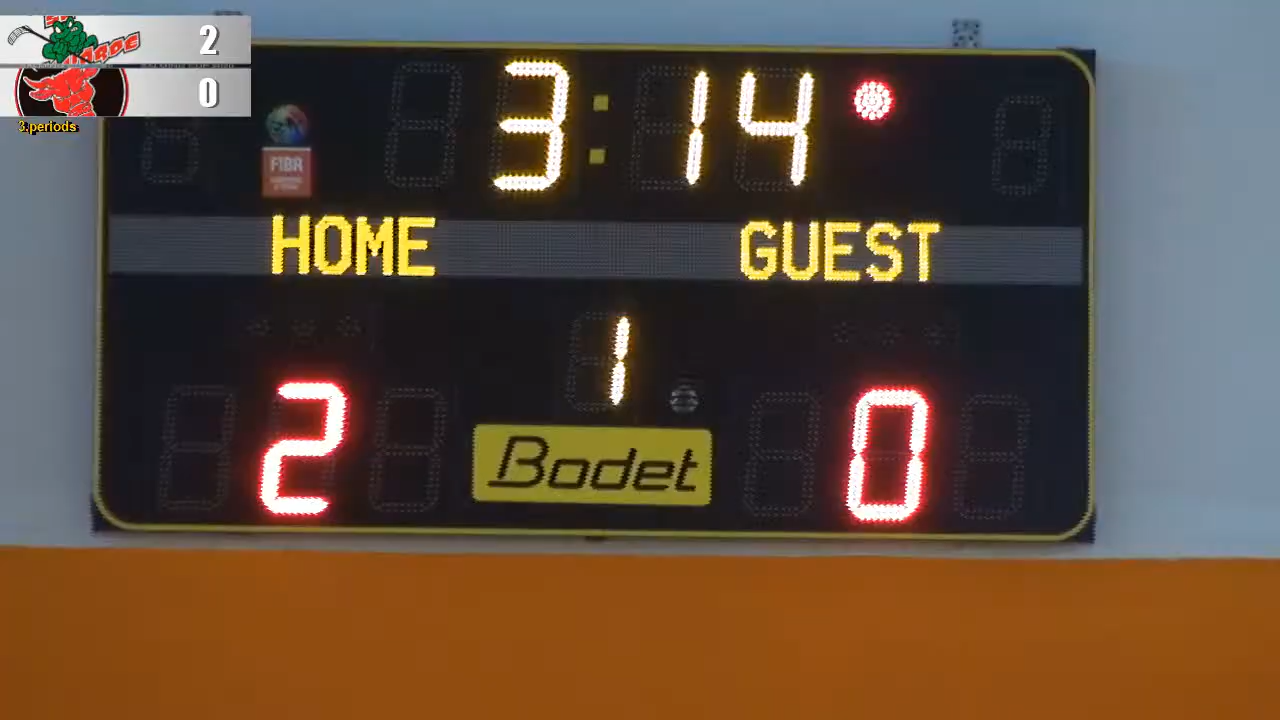 2
0
3.periods
3:14
FIBA
HOME GUEST
1
2 0
Bodet